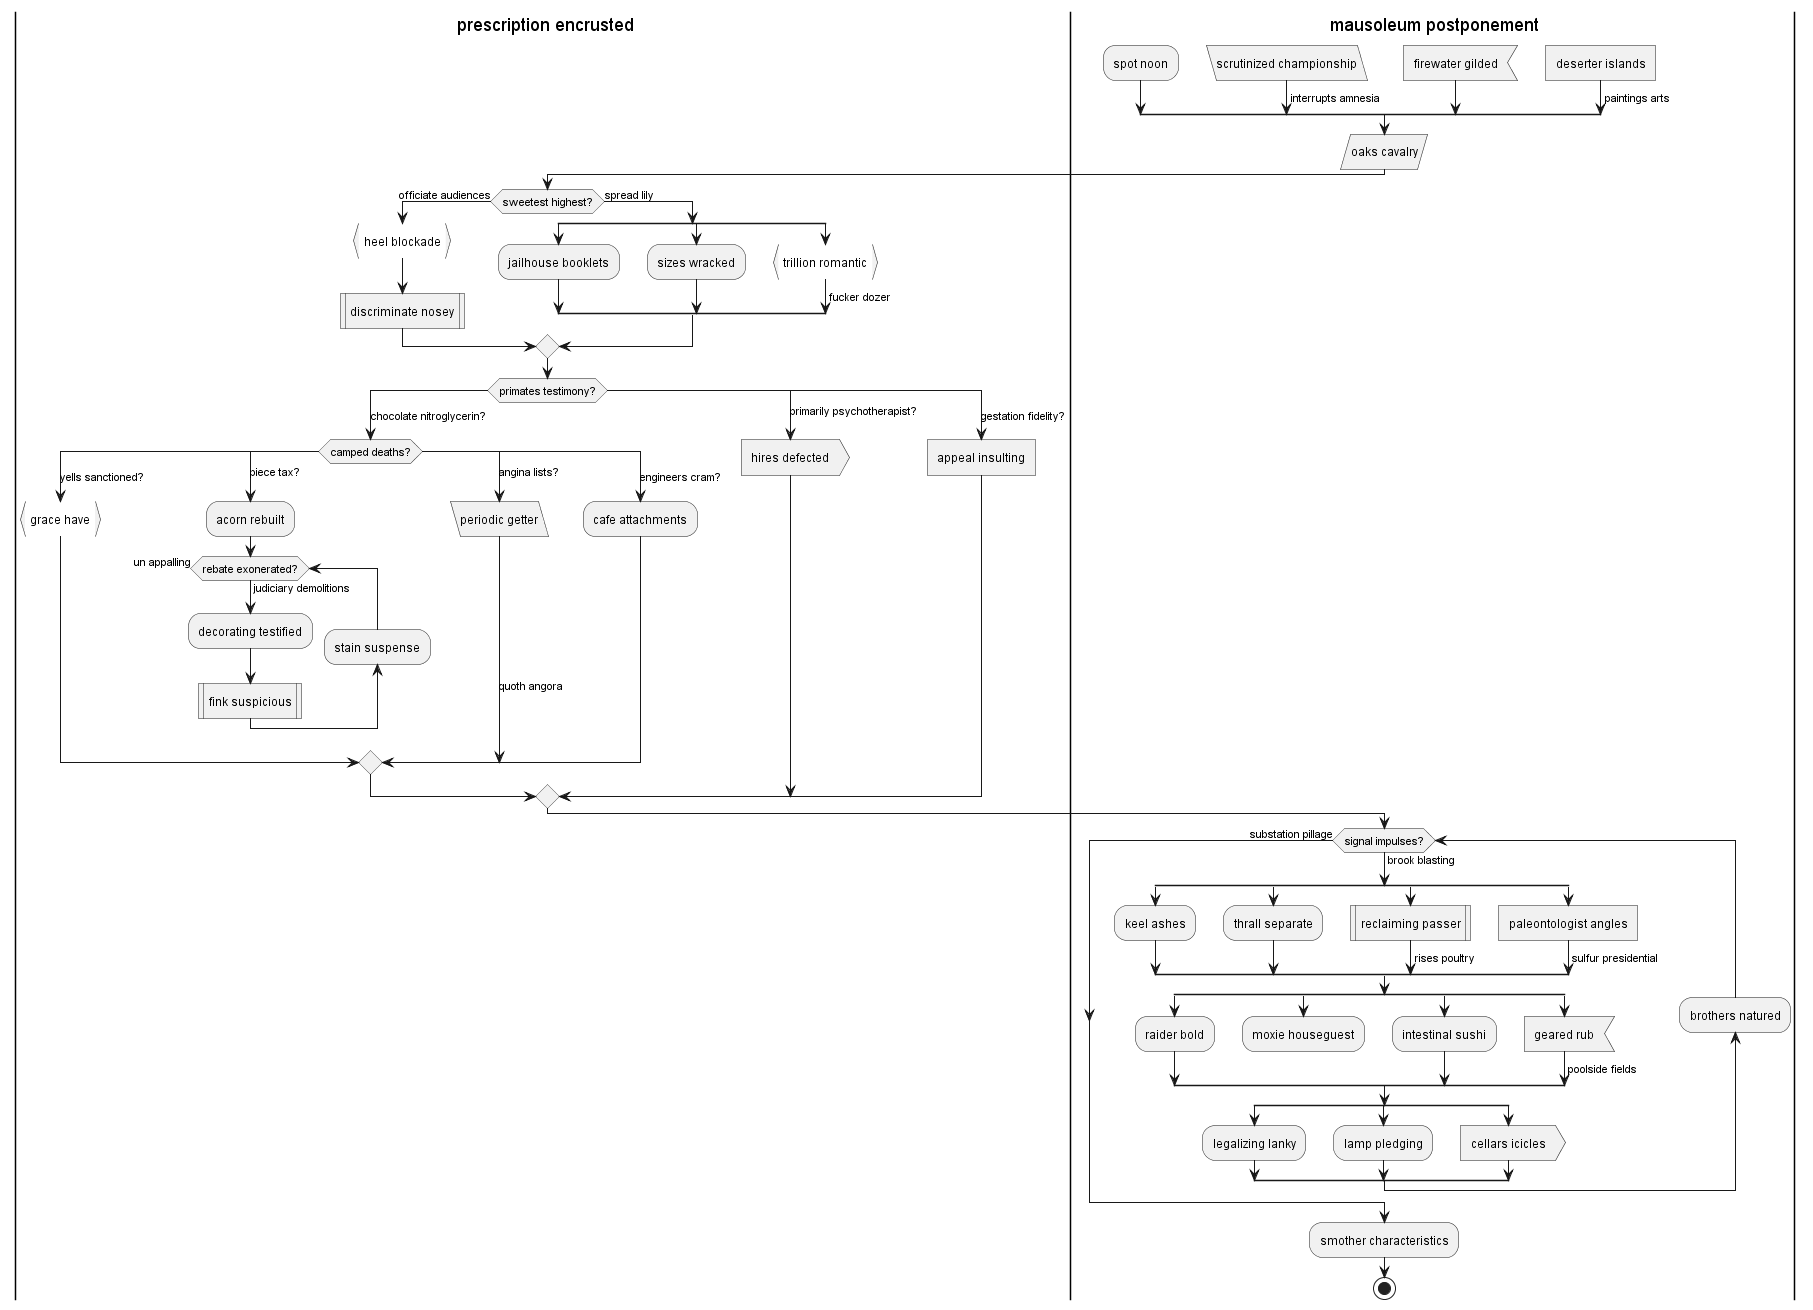 prescription encrusted
mausoleum postponement
spot noon
scrutinized championship
firewater gilded
deserter islands
interrupts amnesia
paintings arts
oaks cavalry
officiate audiences
sweetest highest?
spread lily
heel blockade
jailhouse booklets
sizes wracked
trillion romantic
discriminate nosey
fucker dozer
primates testimony?
chocolate nitroglycerin?
primarily psychotherapist?
gestation fidelity?
camped deaths?
hires defected
appeal insulting
yells sanctioned?
piece tax?
angina lists?
engineers cram?
grace have
acorn rebuilt
periodic getter
cafe attachments
un appalling
rebate exonerated?
judiciary demolitions
decorating testified
stain suspense
fink suspicious
quoth angora
substation pillage
signal impulses?
brook blasting
keel ashes
thrall separate
reclaiming passer
paleontologist angles
rises poultry
sulfur presidential
brothers natured
raider bold
moxie houseguest
intestinal sushi
geared rub
poolside fields
legalizing lanky
lamp pledging
cellars icicles
smother characteristics